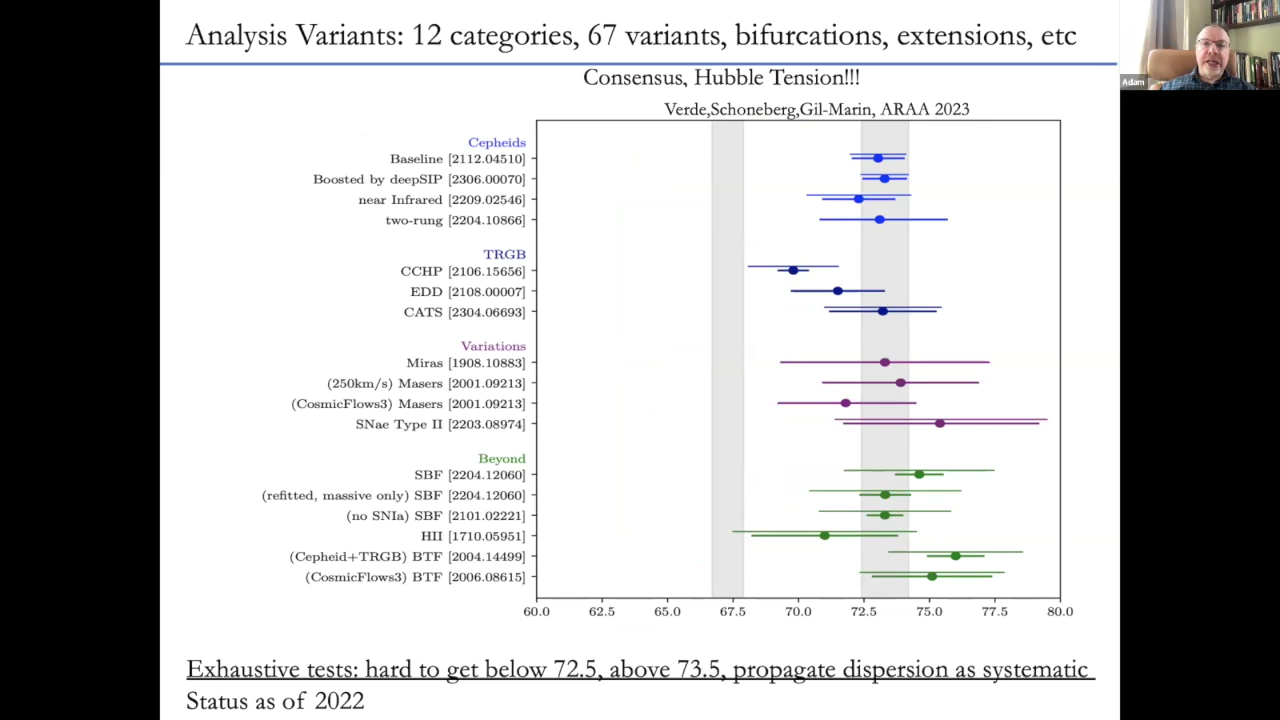 Analysis Variants: 12 categories, 67 variants, bifurcations, extensions, etc
Adam
Consensus, Hubble Tension!!!
Verde,Schoneberg,Gil-Marin, ARAA 2023
Cepheids
Baseline [2112.04510]
Boosted by deepSIP [2306.00070]
near Infrared [2209.02546]
two-rung [2204.10866]
TRGB
CCHP [2106.15656]
EDD [2108.00007]
CATS [2304.06693]
Variations
Miras [1908.10883]
(250km/s) Masers [2001.09213]
(CosmicFlows3) Masers [2001.09213]
SNae Type II [2203.08974]
Beyond
SBF [2204.12060]
(refitted, massive only) SBF [2204.12060]
(no SNIa) SBF [2101.02221]
HII [1710.05951]
(Cepheid+TRGB) BTF [2004.14499]
(CosmicFlows3) BTF [2006.08615]
60.0 62.5 65.0 67.5 70.0 72.5 75.0 77.5 80.0
Exhaustive tests: hard to get below 72.5, above 73.5, propagate dispersion as systematic
Status as of 2022